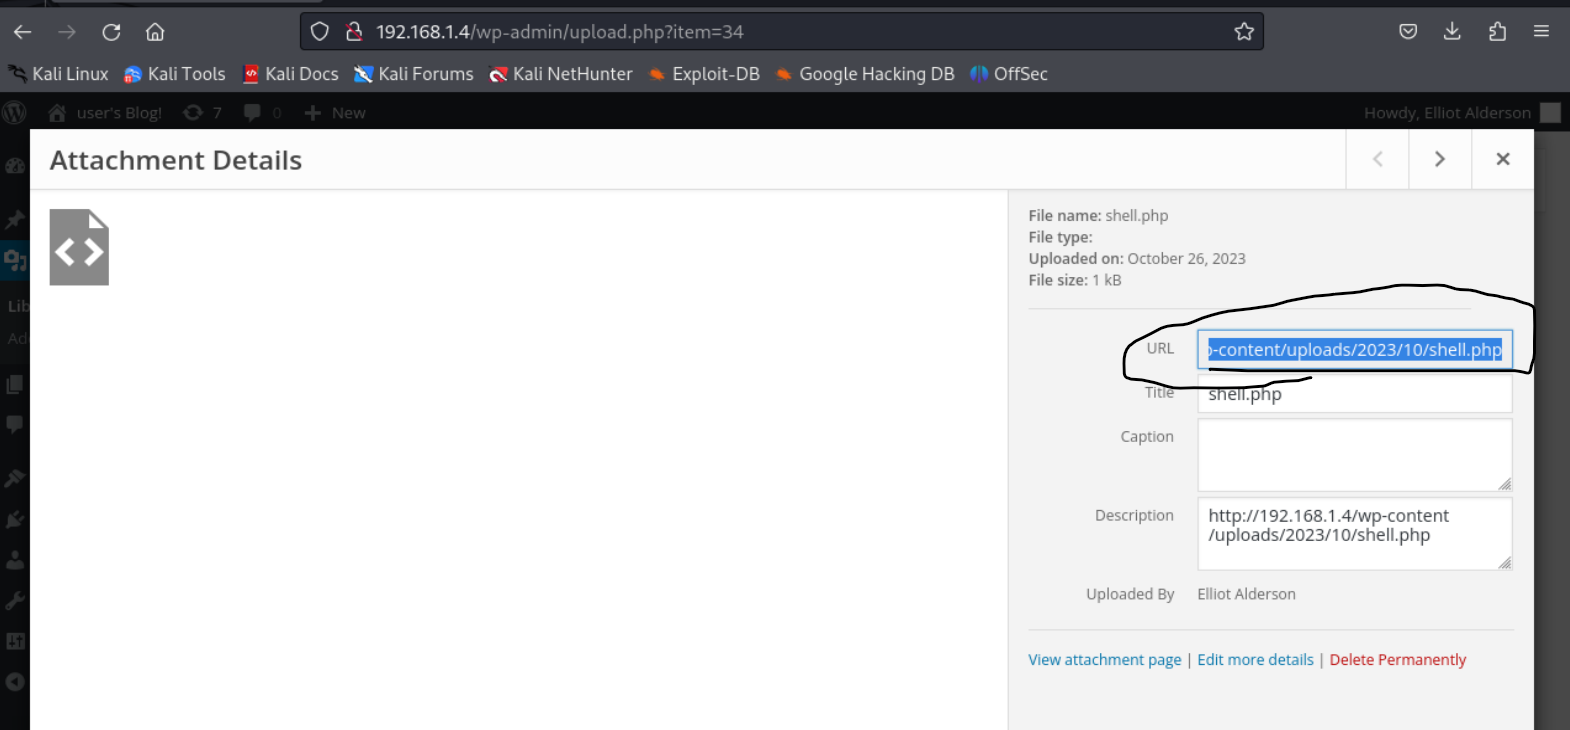 192.168.1.4/wp-admin/upload.php?item=34
Kali Linux Kali Tools Kali Docs Kali Forums Kali NetHunter Exploit-DB Google Hacking DB OffSec
user's Blog! 7 0 New Howdy, Elliot Alderson
Attachment Details
File name: shell.php
File type:
Uploaded on: October 26, 2023
File size: 1 kB
URL -content/uploads/2023/10/shell.php
Title shell.php
Caption
Description http://192.168.1.4/wp-content
/uploads/2023/10/shell.php
Uploaded By Elliot Alderson
View attachment page | Edit more details | Delete Permanently
Lib
Ad